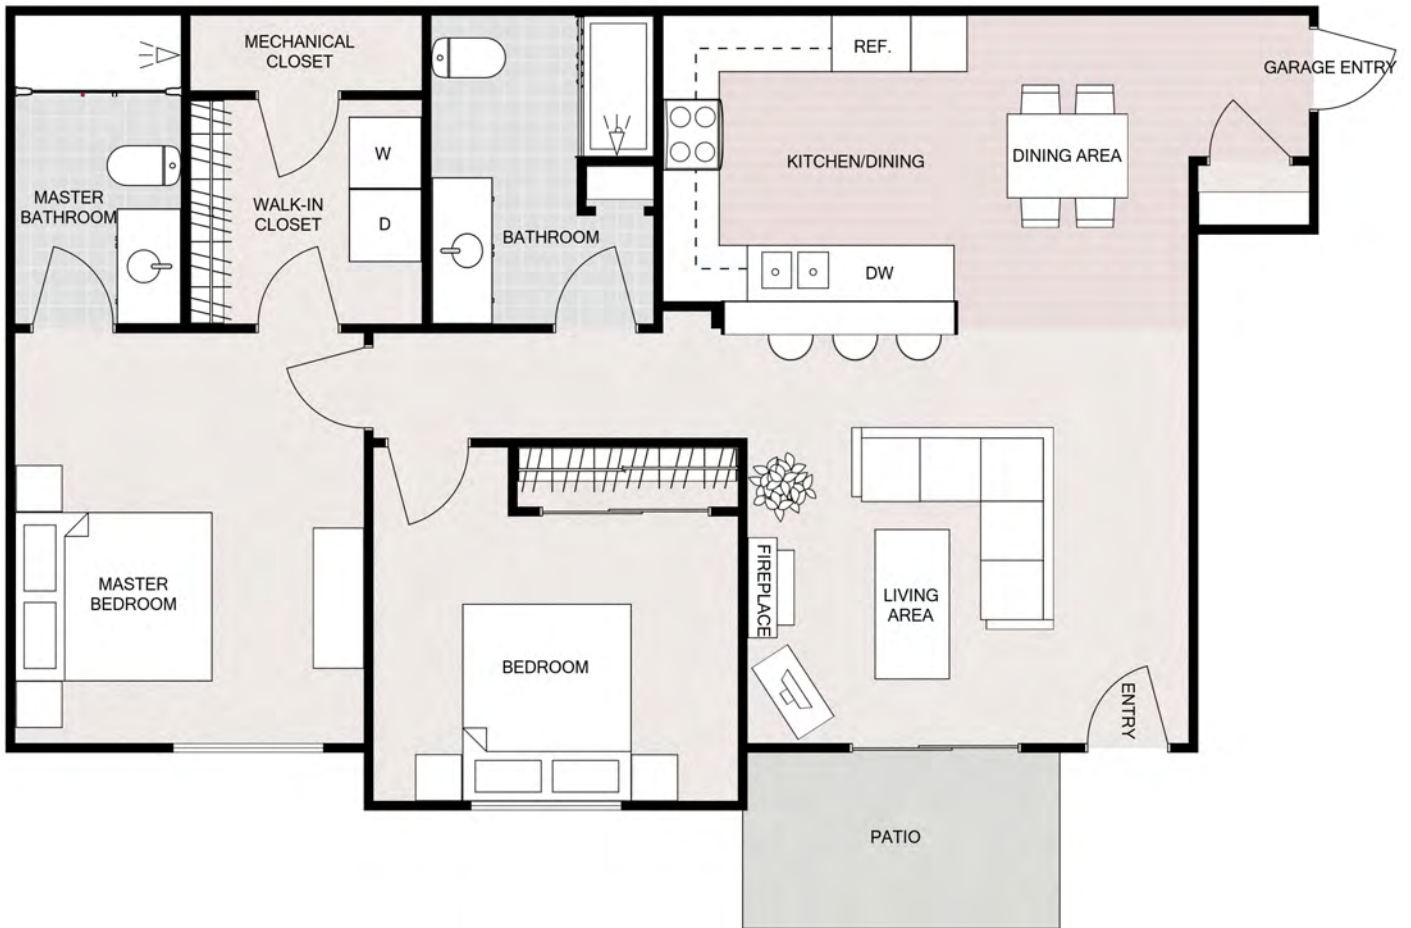 MECHANICAL
CLOSET
REF.
GARAGE ENTRY
W
KITCHEN/DINING
DINING AREA
MASTER
BATHROOM
WALK-IN
CLOSET
D
BATHROOM
DW
MASTER
BEDROOM
FIREPLACE
LIVING
AREA
BEDROOM
ENTRY
PATIO